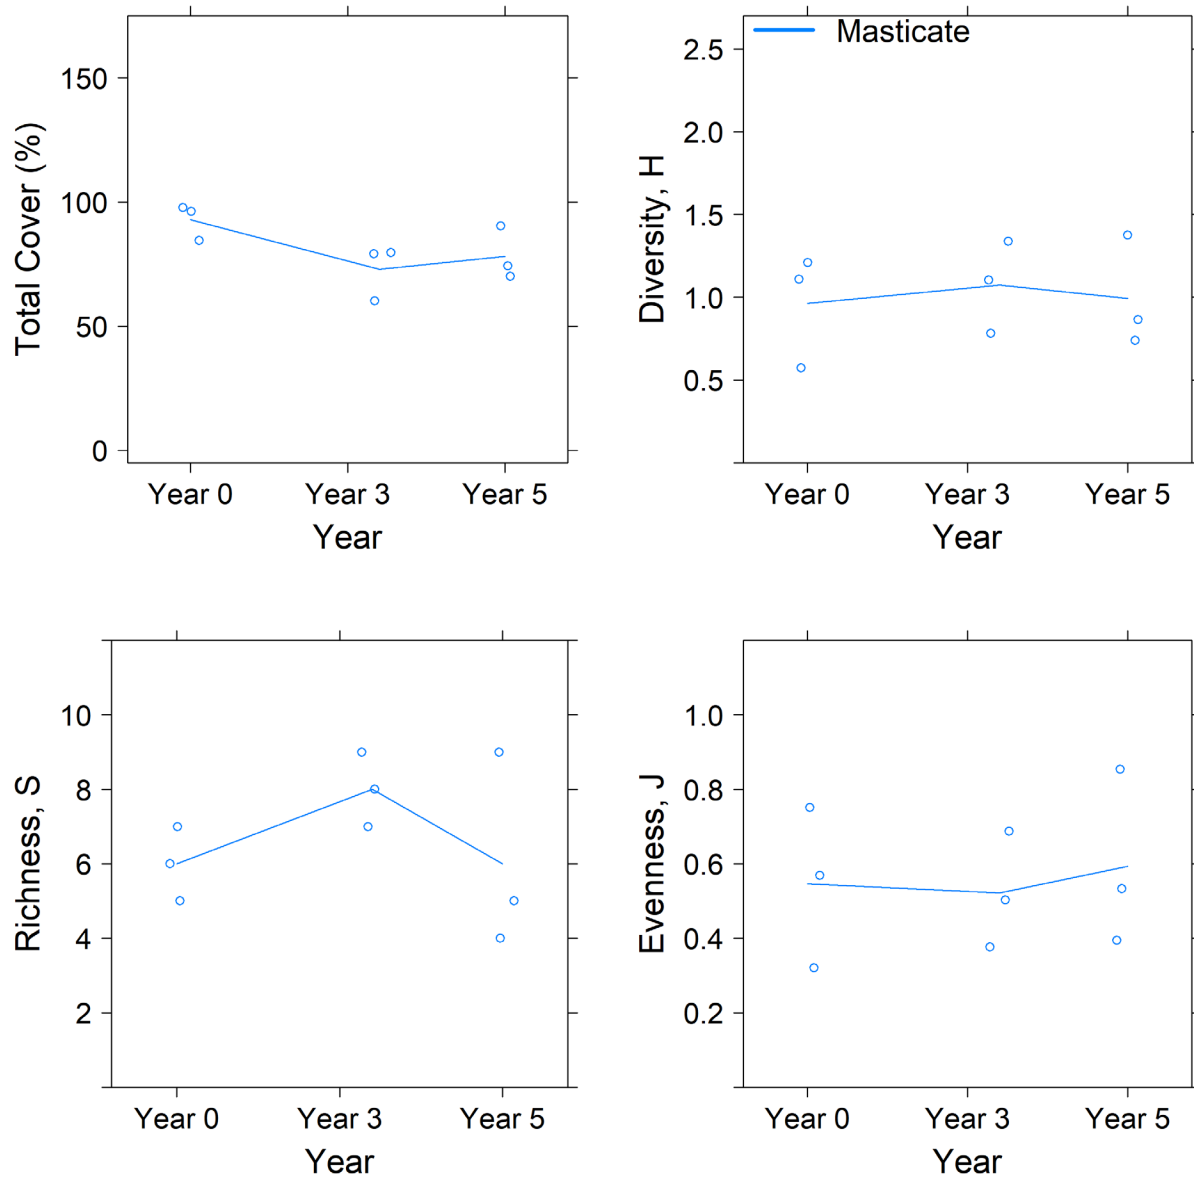 Total Cover (%)
150
100
50
0
Year 0 Year 3 Year 5
Year
Masticate
Diversity, H
2.5
2.0
1.5
1.0
0.5
Year 0 Year 3 Year 5
Year
Richness, S
10
8
6
4
2
Year 0 Year 3 Year 5
Year
Evenness, J
1.0
0.8
0.6
0.4
0.2
Year 0 Year 3 Year 5
Year